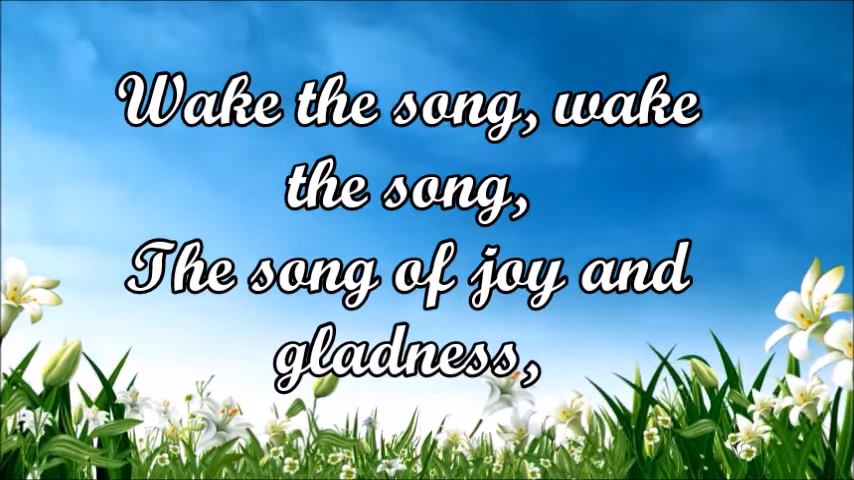 Wake the song, wake
the song,
The song of joy and
gladness,